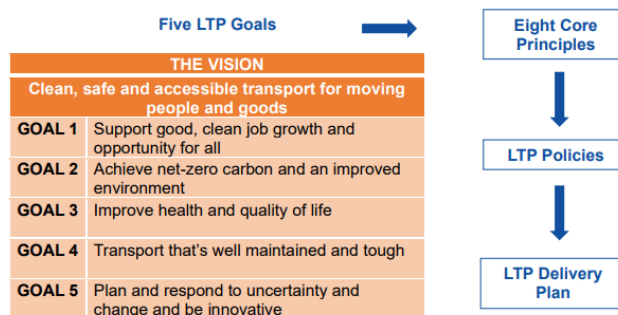 Five LTP Goals
THE VISION
Clean, safe and accessible transport for moving
people and goods
GOAL 1 Support good, clean job growth and
opportunity for all
GOAL 2 Achieve net-zero carbon and an improved
environment
GOAL 3 Improve health and quality of life
GOAL 4 Transport that's well maintained and tough
GOAL 5 Plan and respond to uncertainty and
change and be innovative
Eight Core
Principles
LTP Policies
LTP Delivery
Plan